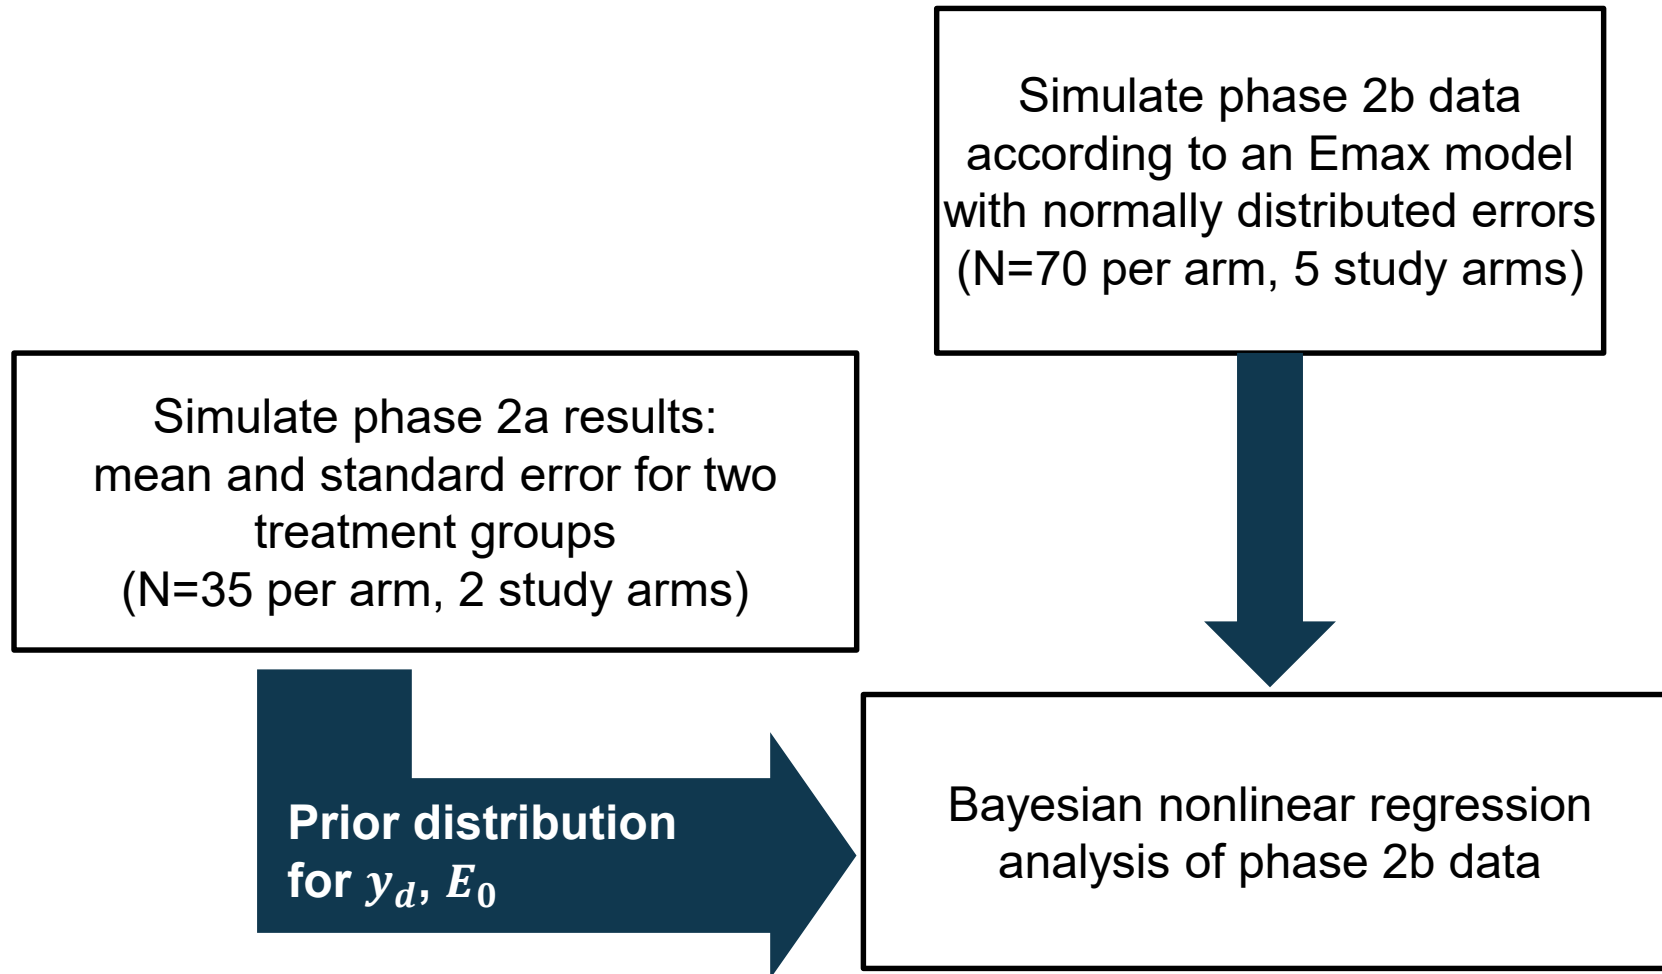 Simulate phase 2b data
according to an Emax model
with normally distributed errors
(N=70 per arm, 5 study arms)
Simulate phase 2a results:
mean and standard error for two
treatment groups
(N=35 per arm, 2 study arms)
Prior distribution
for y_d, E_0
Bayesian nonlinear regression
analysis of phase 2b data